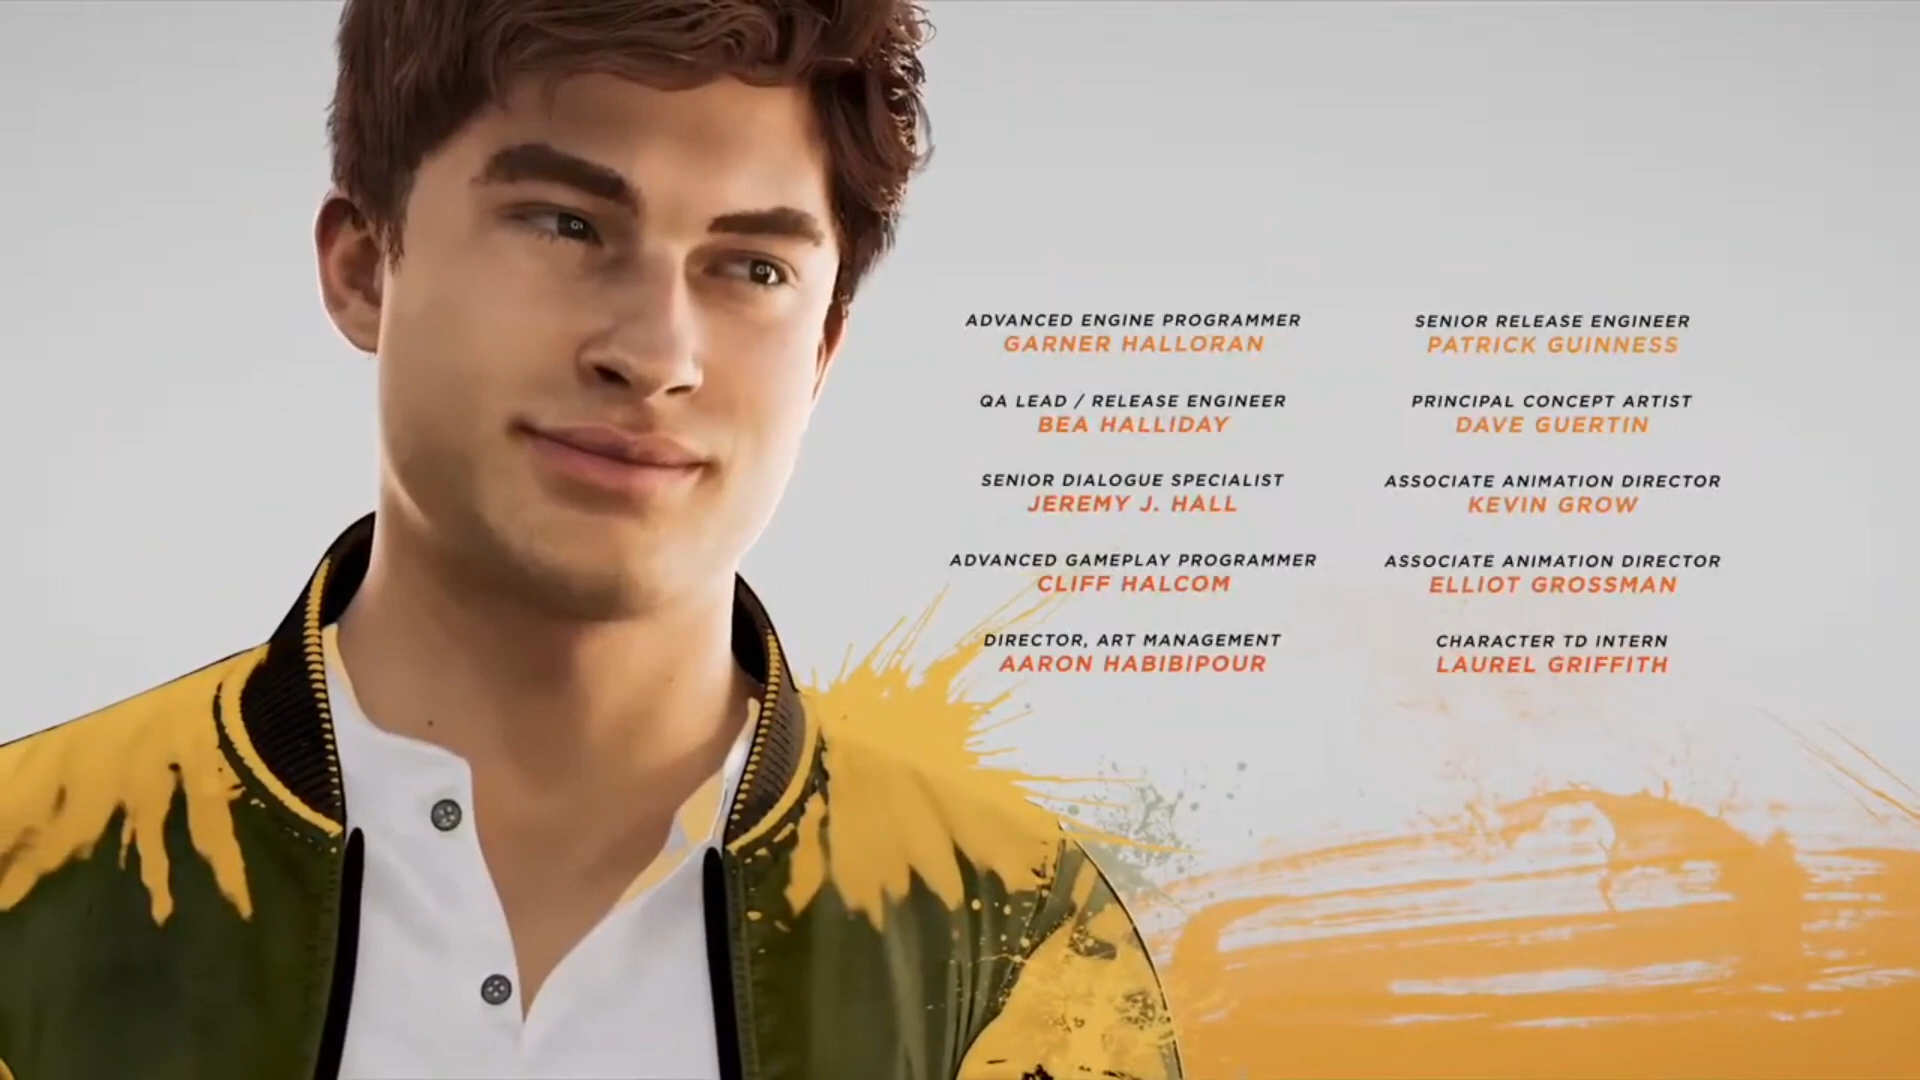 ADVANCED ENGINE PROGRAMMER
GARNER HALLORAN
QA LEAD / RELEASE ENGINEER
BEA HALLIDAY
SENIOR DIALOGUE SPECIALIST
JEREMY J. HALL
ADVANCED GAMEPLAY PROGRAMMER
CLIFF HALCOM
DIRECTOR, ART MANAGEMENT
AARON HABIBIPOUR
SENIOR RELEASE ENGINEER
PATRICK GUINNESS
PRINCIPAL CONCEPT ARTIST
DAVE GUERTIN
ASSOCIATE ANIMATION DIRECTOR
KEVIN GROW
ASSOCIATE ANIMATION DIRECTOR
ELLIOT GROSSMAN
CHARACTER TD INTERN
LAUREL GRIFFITH